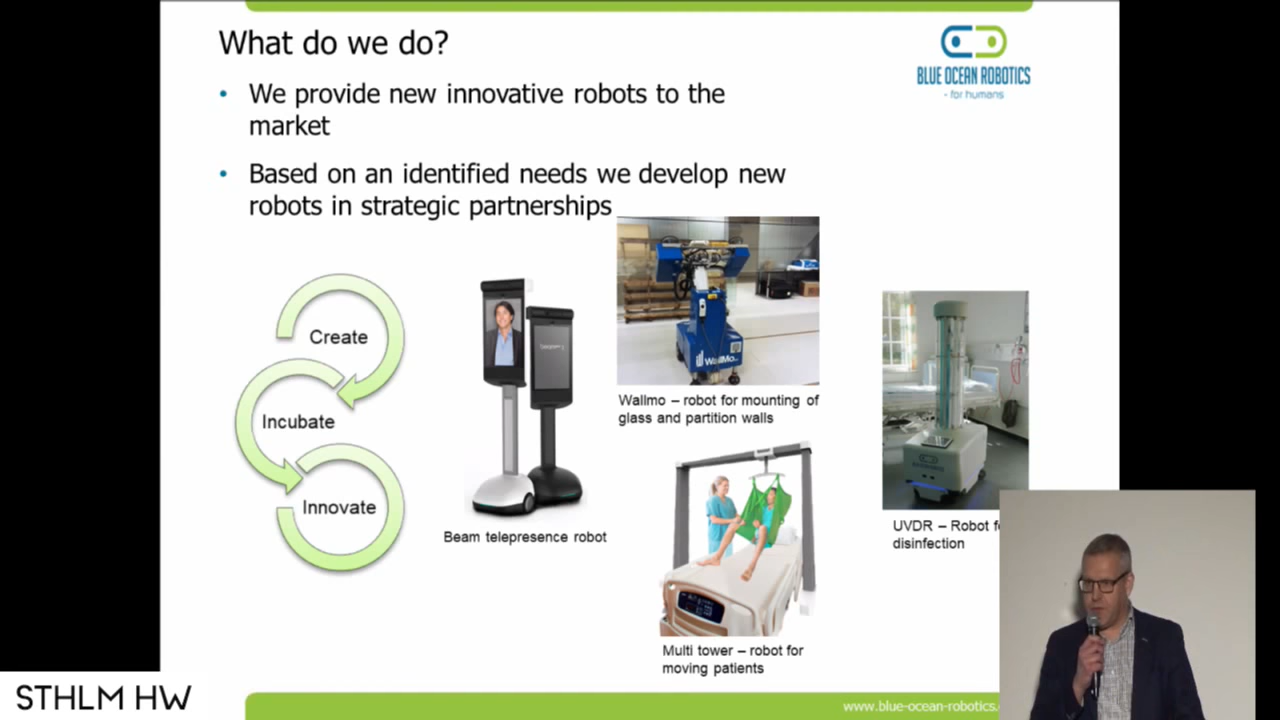 What do we do?
BLUE OCEAN ROBOTICS
- for humans
• We provide new innovative robots to the
market
• Based on an identified needs we develop new
robots in strategic partnerships
Create
Incubate
Innovate
WallMo
Beam telepresence robot
Wallmo – robot for mounting of
glass and partition walls
Multi tower – robot for
moving patients
UVDR – Robot
disinfection
STHLM HW
www.blue-ocean-robotics.